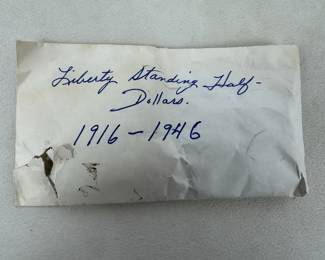 Liberty Standing Half-
Dollars.
1916-1946